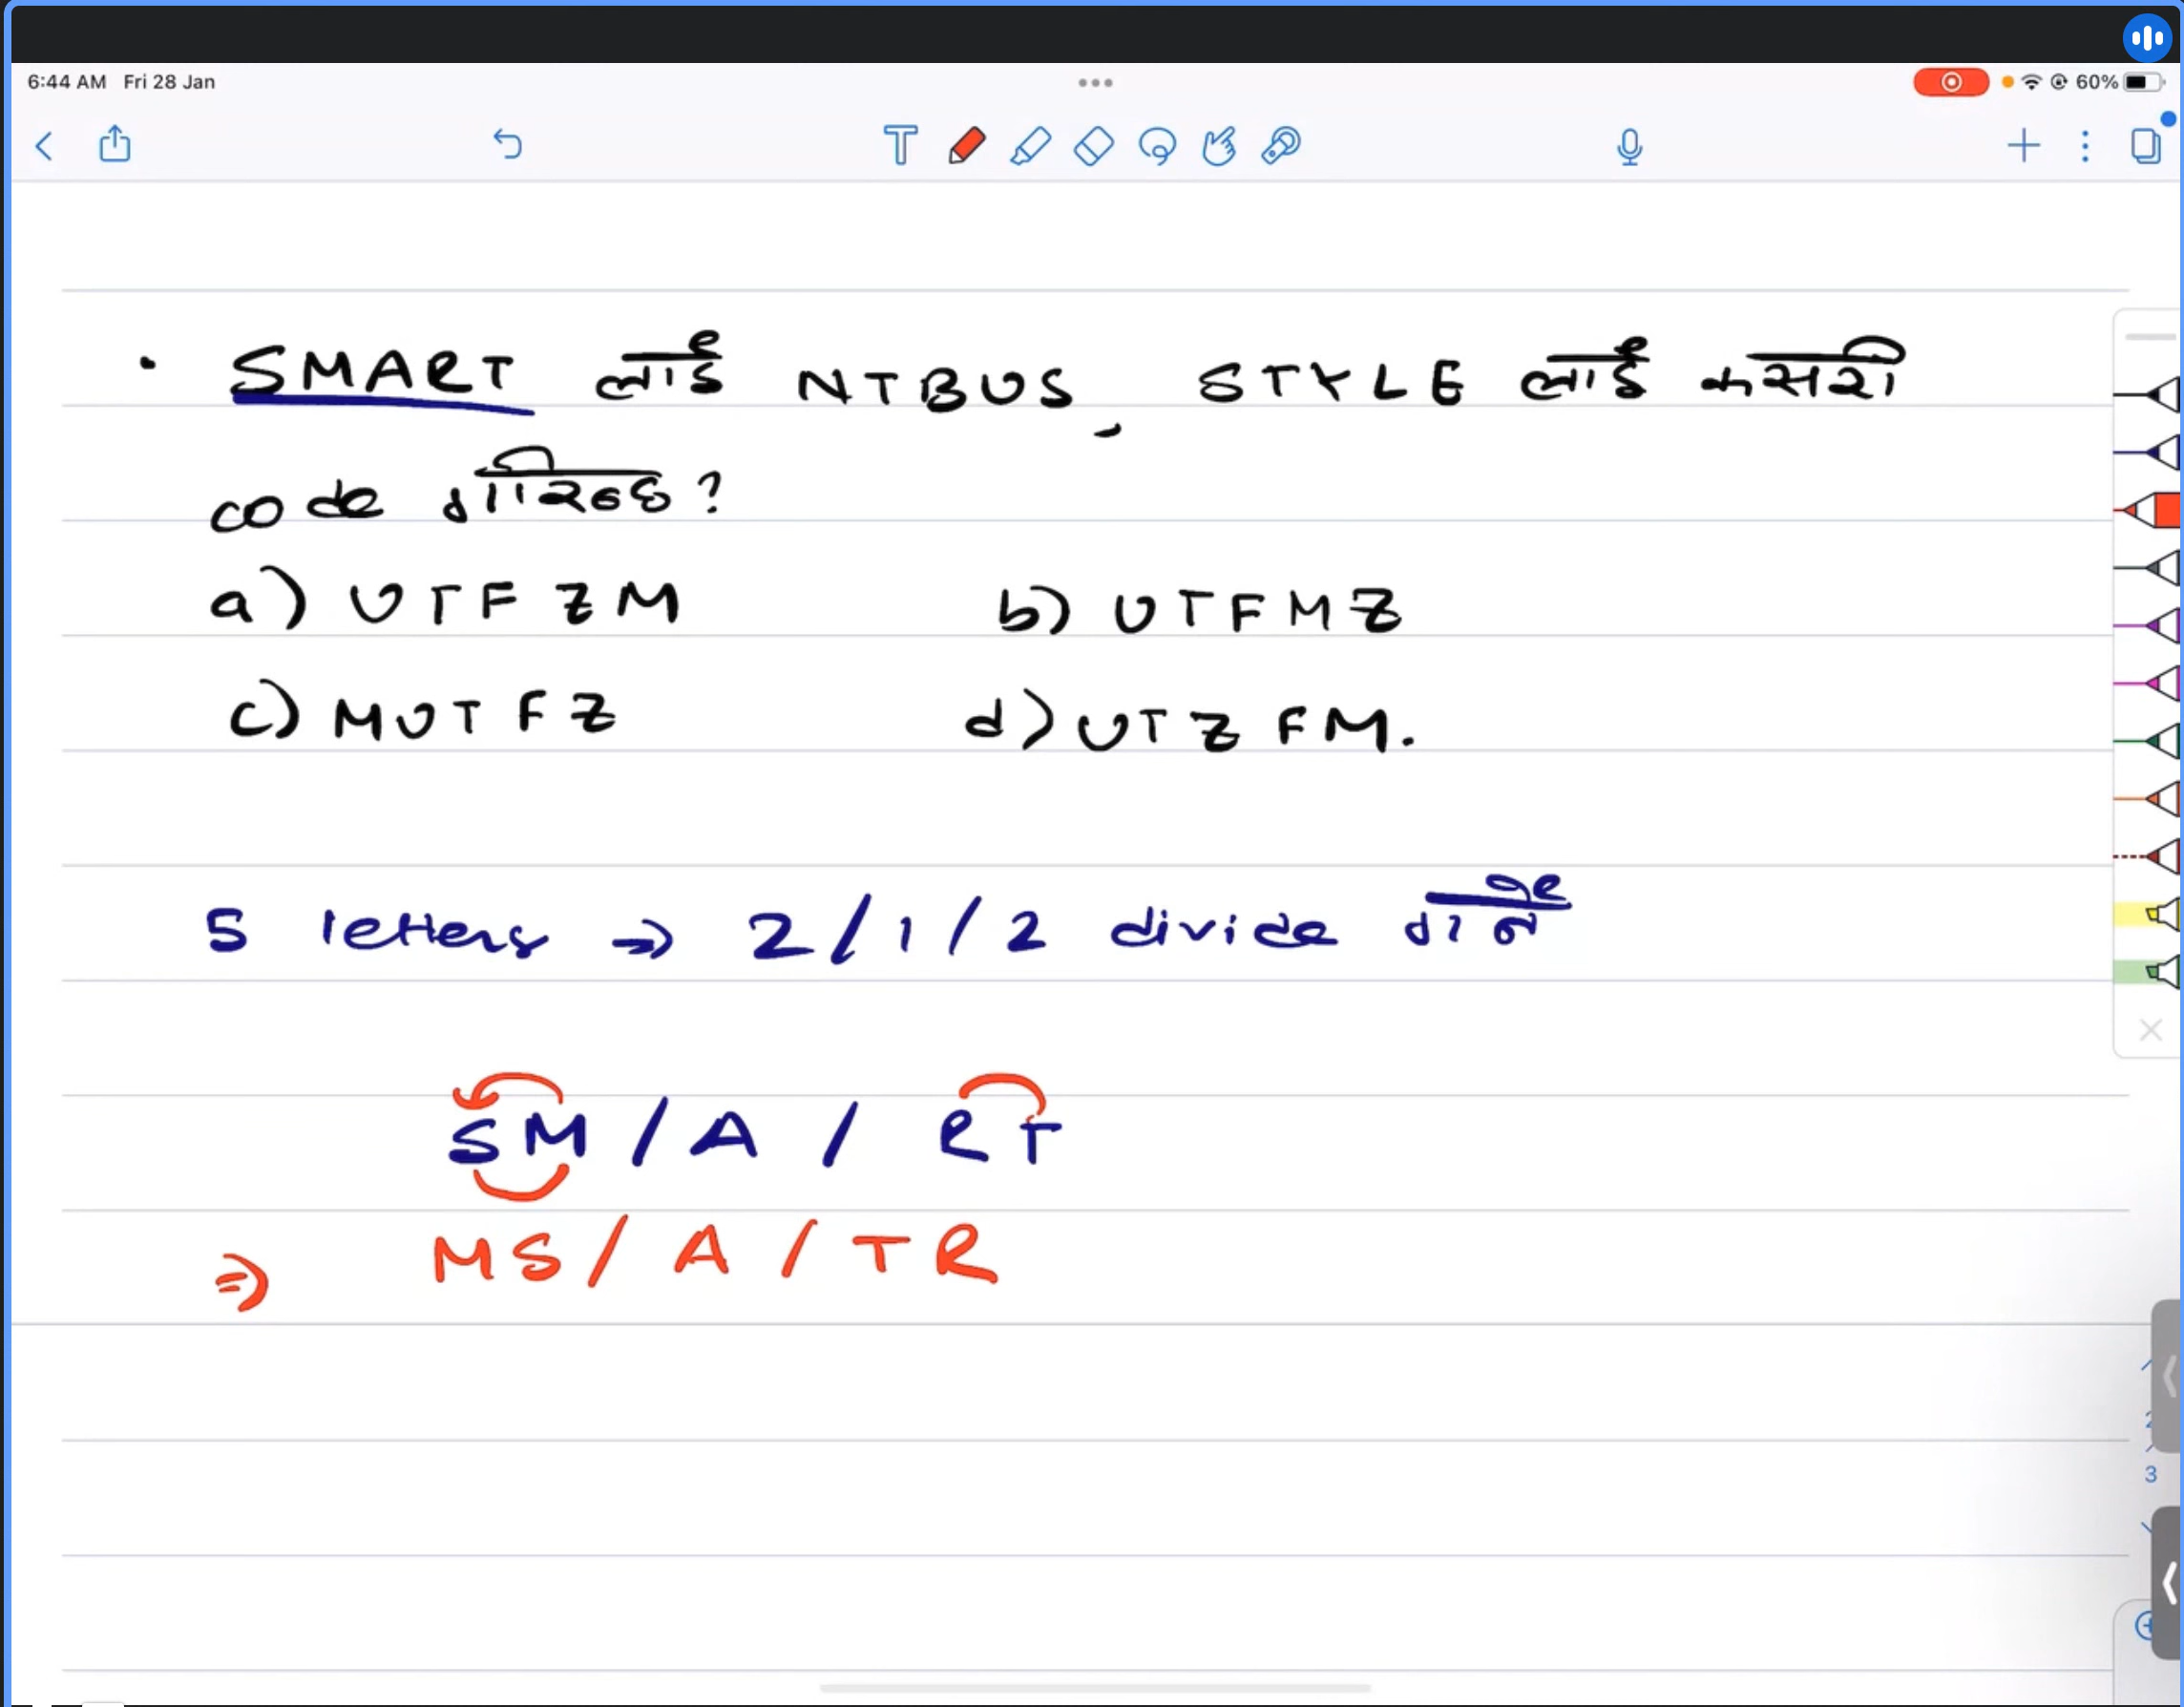 6:44 AM Fri 28 Jan
60%
T
• SMART लाई NTBUS, STYLE लाई कसरी
code गरिन्छ?
a) UTFZM b) UTFMZ
c) MUTFZ d) UTZFM.
5 letters ⇒ 2/1/2 divide गर्ने
SM / A / RT
⇒ MS / A / TR
2
3